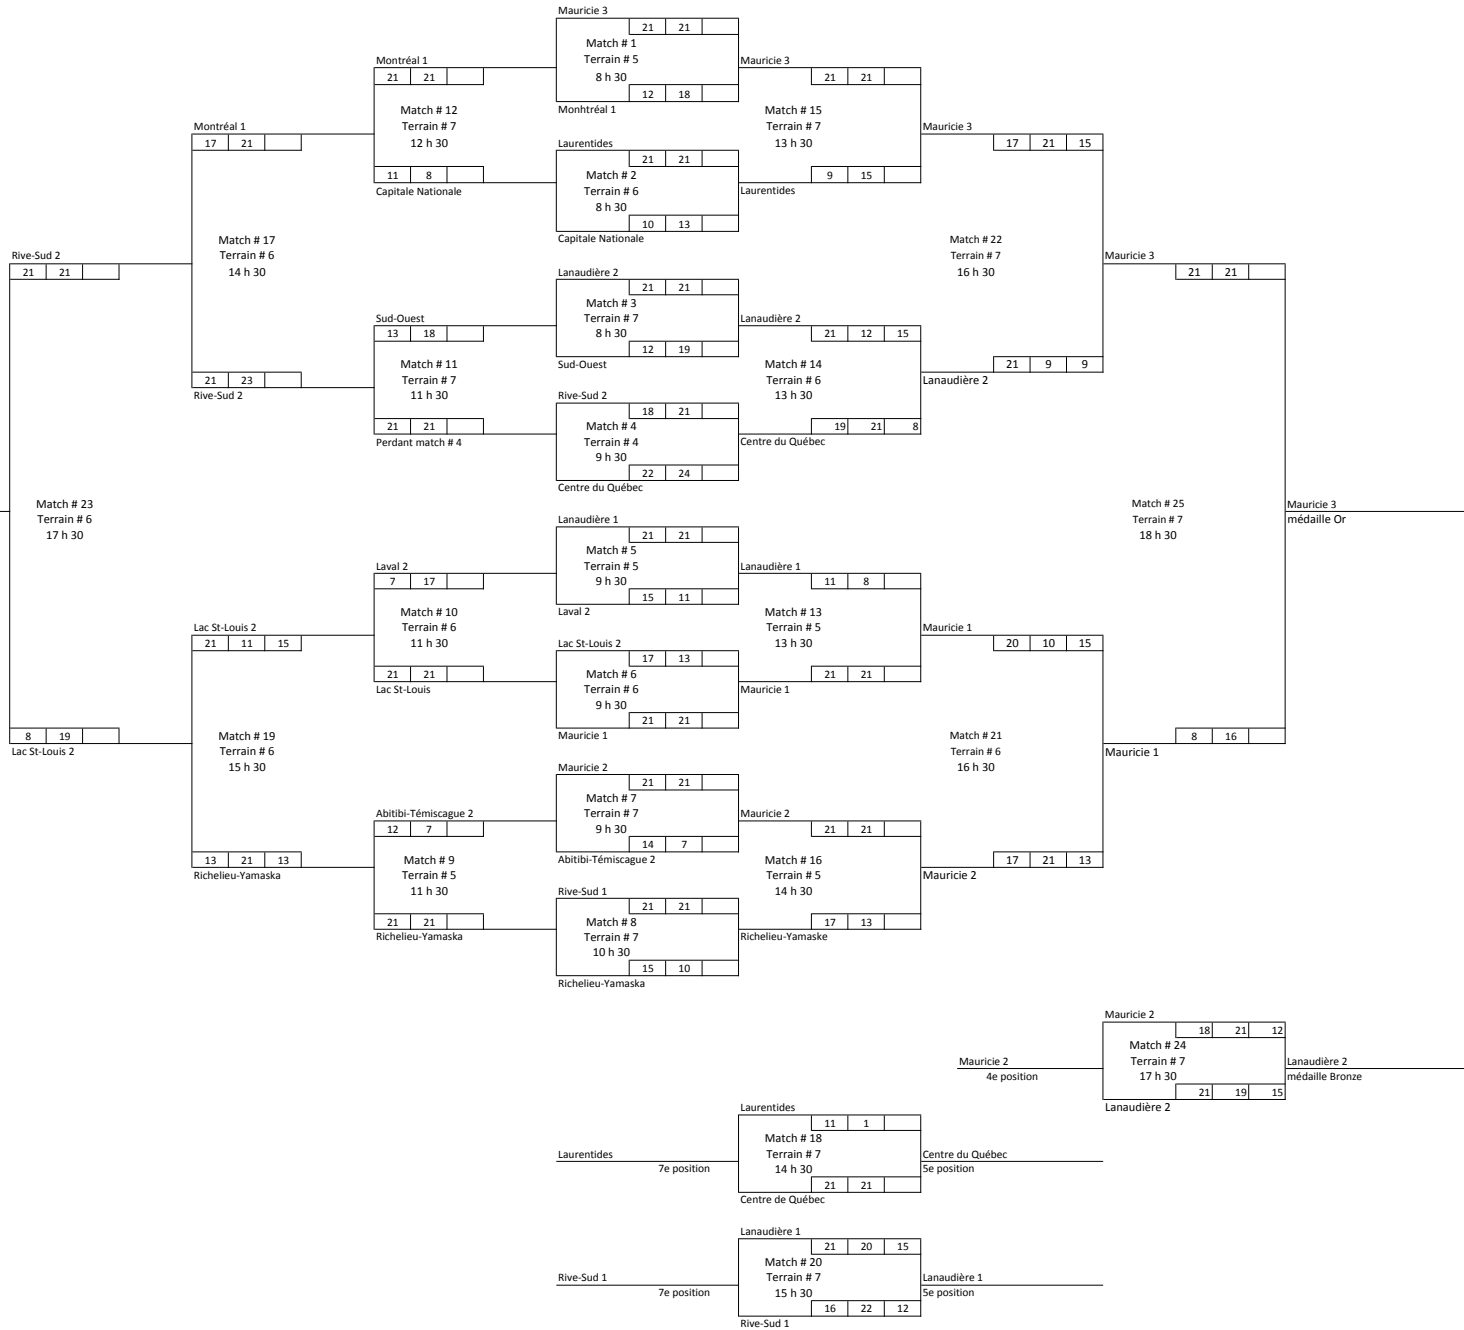 Mauricie 3
21 21
Match # 1
Terrain # 5
8 h 30
12 18
Monhtréal 1
Laurentides
21 21
Match # 2
Terrain # 6
8 h 30
10 13
Capitale Nationale
Lanaudière 2
21 21
Match # 3
Terrain # 7
8 h 30
12 19
Sud-Ouest
Rive-Sud 2
18 21
Match # 4
Terrain # 4
9 h 30
22 24
Centre du Québec
Lanaudière 1
21 21
Match # 5
Terrain # 5
9 h 30
15 11
Laval 2
Lac St-Louis 2
17 13
Match # 6
Terrain # 6
9 h 30
21 21
Mauricie 1
Mauricie 2
21 21
Match # 7
Terrain # 7
9 h 30
14 7
Abitibi-Témiscague 2
Rive-Sud 1
21 21
Match # 8
Terrain # 7
10 h 30
15 10
Richelieu-Yamaska
Montréal 1
21 21
Match # 12
Terrain # 7
12 h 30
11 8
Capitale Nationale
Sud-Ouest
13 18
Match # 11
Terrain # 7
11 h 30
21 21
Perdant match # 4
Laval 2
7 17
Match # 10
Terrain # 6
11 h 30
21 21
Lac St-Louis
Abitibi-Témiscague 2
12 7
Match # 9
Terrain # 5
11 h 30
21 21
Richelieu-Yamaska
Montréal 1
17 21
Match # 17
Terrain # 6
14 h 30
21 23
Rive-Sud 2
Lac St-Louis 2
21 11 15
Match # 19
Terrain # 6
15 h 30
13 21 13
Richelieu-Yamaska
Rive-Sud 2
21 21
Match # 23
Terrain # 6
17 h 30
8 19
Lac St-Louis 2
Mauricie 3
21 21
Match # 15
Terrain # 7
13 h 30
9 15
Laurentides
Lanaudière 2
21 12 15
Match # 14
Terrain # 6
13 h 30
19 21 8
Centre du Québec
Lanaudière 1
11 8
Match # 13
Terrain # 5
13 h 30
21 21
Mauricie 1
Mauricie 2
21 21
Match # 16
Terrain # 5
14 h 30
17 13
Richelieu-Yamaske
Mauricie 3
17 21 15
Match # 22
Terrain # 7
16 h 30
21 9 9
Lanaudière 2
Mauricie 1
20 10 15
Match # 21
Terrain # 6
16 h 30
17 21 13
Mauricie 2
Mauricie 3
21 21
Match # 25
Terrain # 7
18 h 30
8 16
Mauricie 1
Mauricie 3
médaille Or
Mauricie 2
18 21 12
Match # 24
Terrain # 7
17 h 30
21 19 15
Lanaudière 2
Mauricie 2
4e position
Lanaudière 2
médaille Bronze
Laurentides
11 1
Match # 18
Terrain # 7
14 h 30
21 21
Centre de Québec
Laurentides
7e position
Centre du Québec
5e position
Lanaudière 1
21 20 15
Match # 20
Terrain # 7
15 h 30
16 22 12
Rive-Sud 1
Rive-Sud 1
7e position
Lanaudière 1
5e position